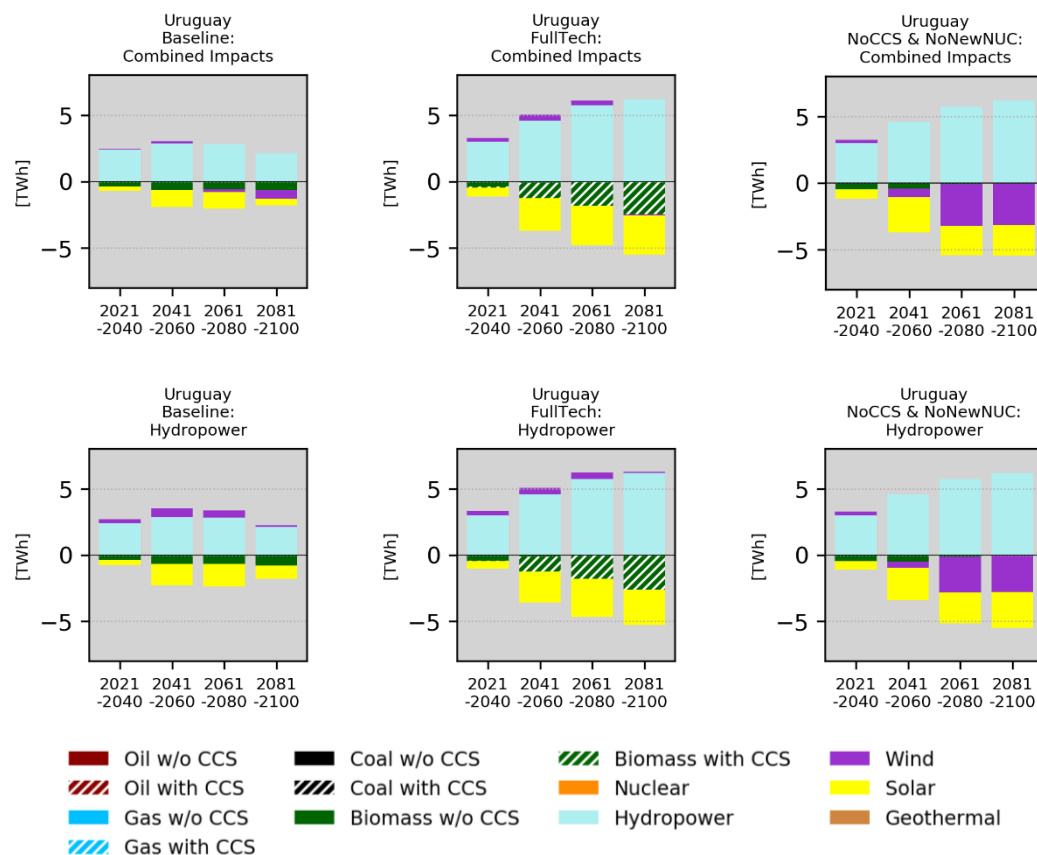 Uruguay
Baseline:
Combined Impacts
Uruguay
FullTech:
Combined Impacts
Uruguay
NoCCS & NoNewNUC:
Combined Impacts
[TWh]
5
0
−5
2021
-2040
2041
-2060
2061
-2080
2081
-2100
[TWh]
5
0
−5
2021
-2040
2041
-2060
2061
-2080
2081
-2100
[TWh]
5
0
−5
2021
-2040
2041
-2060
2061
-2080
2081
-2100
Uruguay
Baseline:
Hydropower
Uruguay
FullTech:
Hydropower
Uruguay
NoCCS & NoNewNUC:
Hydropower
[TWh]
5
0
−5
2021
-2040
2041
-2060
2061
-2080
2081
-2100
[TWh]
5
0
−5
2021
-2040
2041
-2060
2061
-2080
2081
-2100
[TWh]
5
0
−5
2021
-2040
2041
-2060
2061
-2080
2081
-2100
Oil w/o CCS
Oil with CCS
Gas w/o CCS
Gas with CCS
Coal w/o CCS
Coal with CCS
Biomass w/o CCS
Biomass with CCS
Nuclear
Hydropower
Wind
Solar
Geothermal